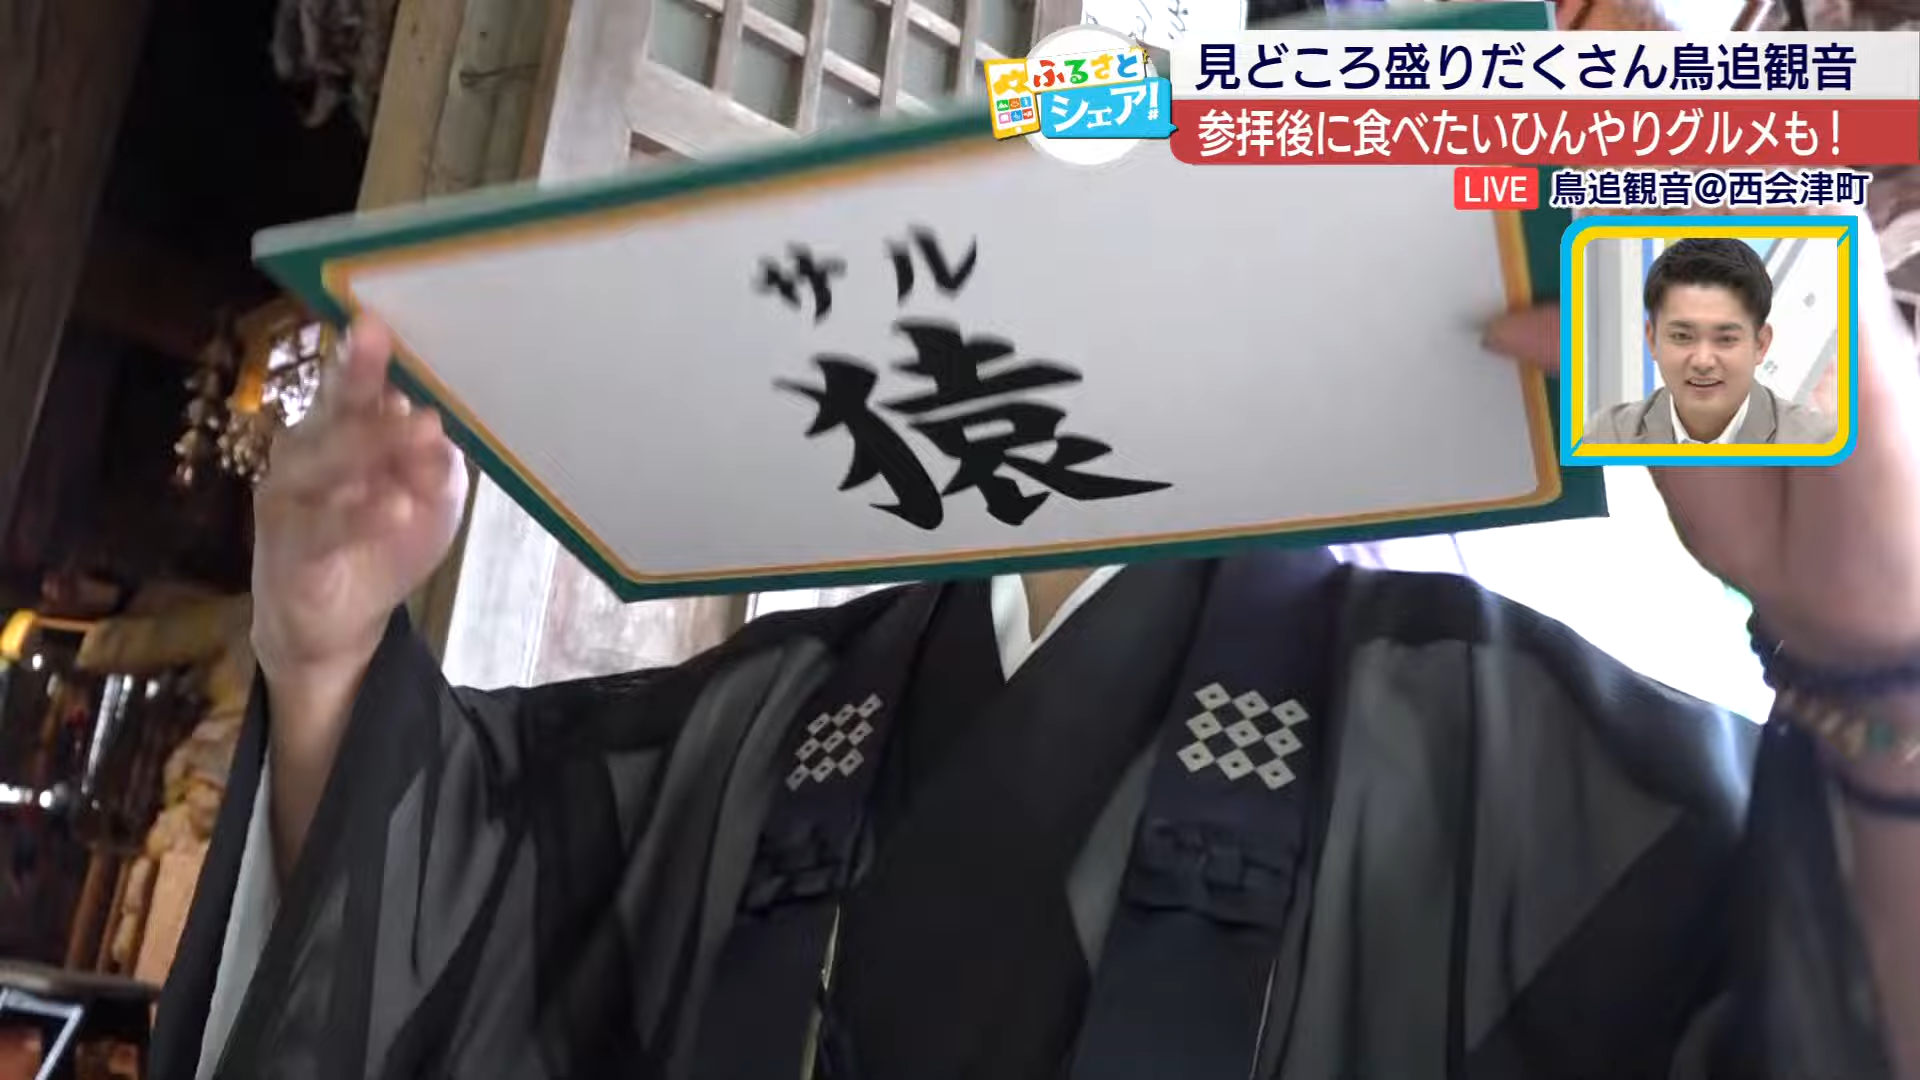 ふるさと
シェア!
見どころ盛りだくさん鳥追観音
参拝後に食べたいひんやりグルメも!
LIVE 鳥追観音@西会津町
サル
猿